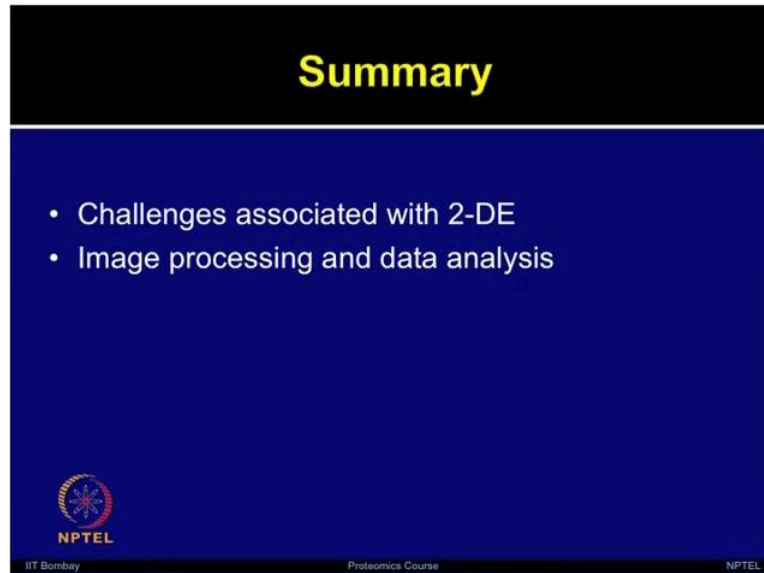 Summary
• Challenges associated with 2-DE
• Image processing and data analysis
NPTEL
IIT Bombay Proteomics Course NPTEL